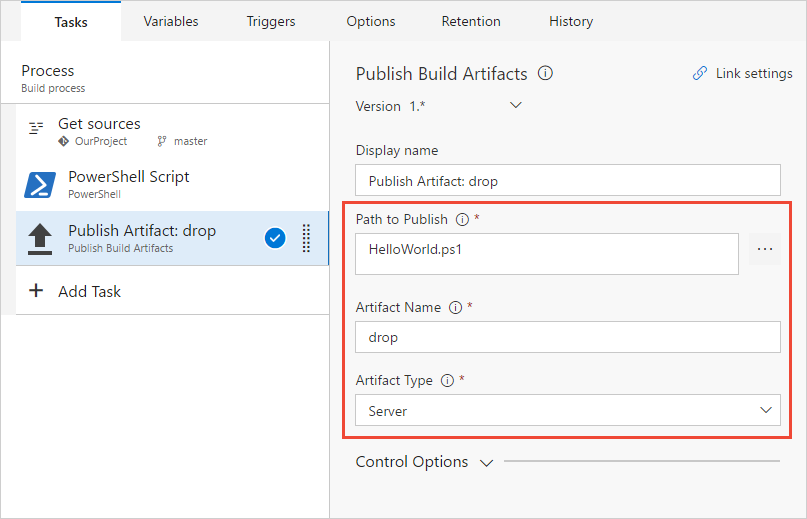 Tasks Variables Triggers Options Retention History
Process
Build process
Get sources
OurProject master
PowerShell Script
PowerShell
Publish Artifact: drop
Publish Build Artifacts
+ Add Task
Publish Build Artifacts Link settings
Version 1.*
Display name
Publish Artifact: drop
Path to Publish *
HelloWorld.ps1
...
Artifact Name *
drop
Artifact Type *
Server
Control Options